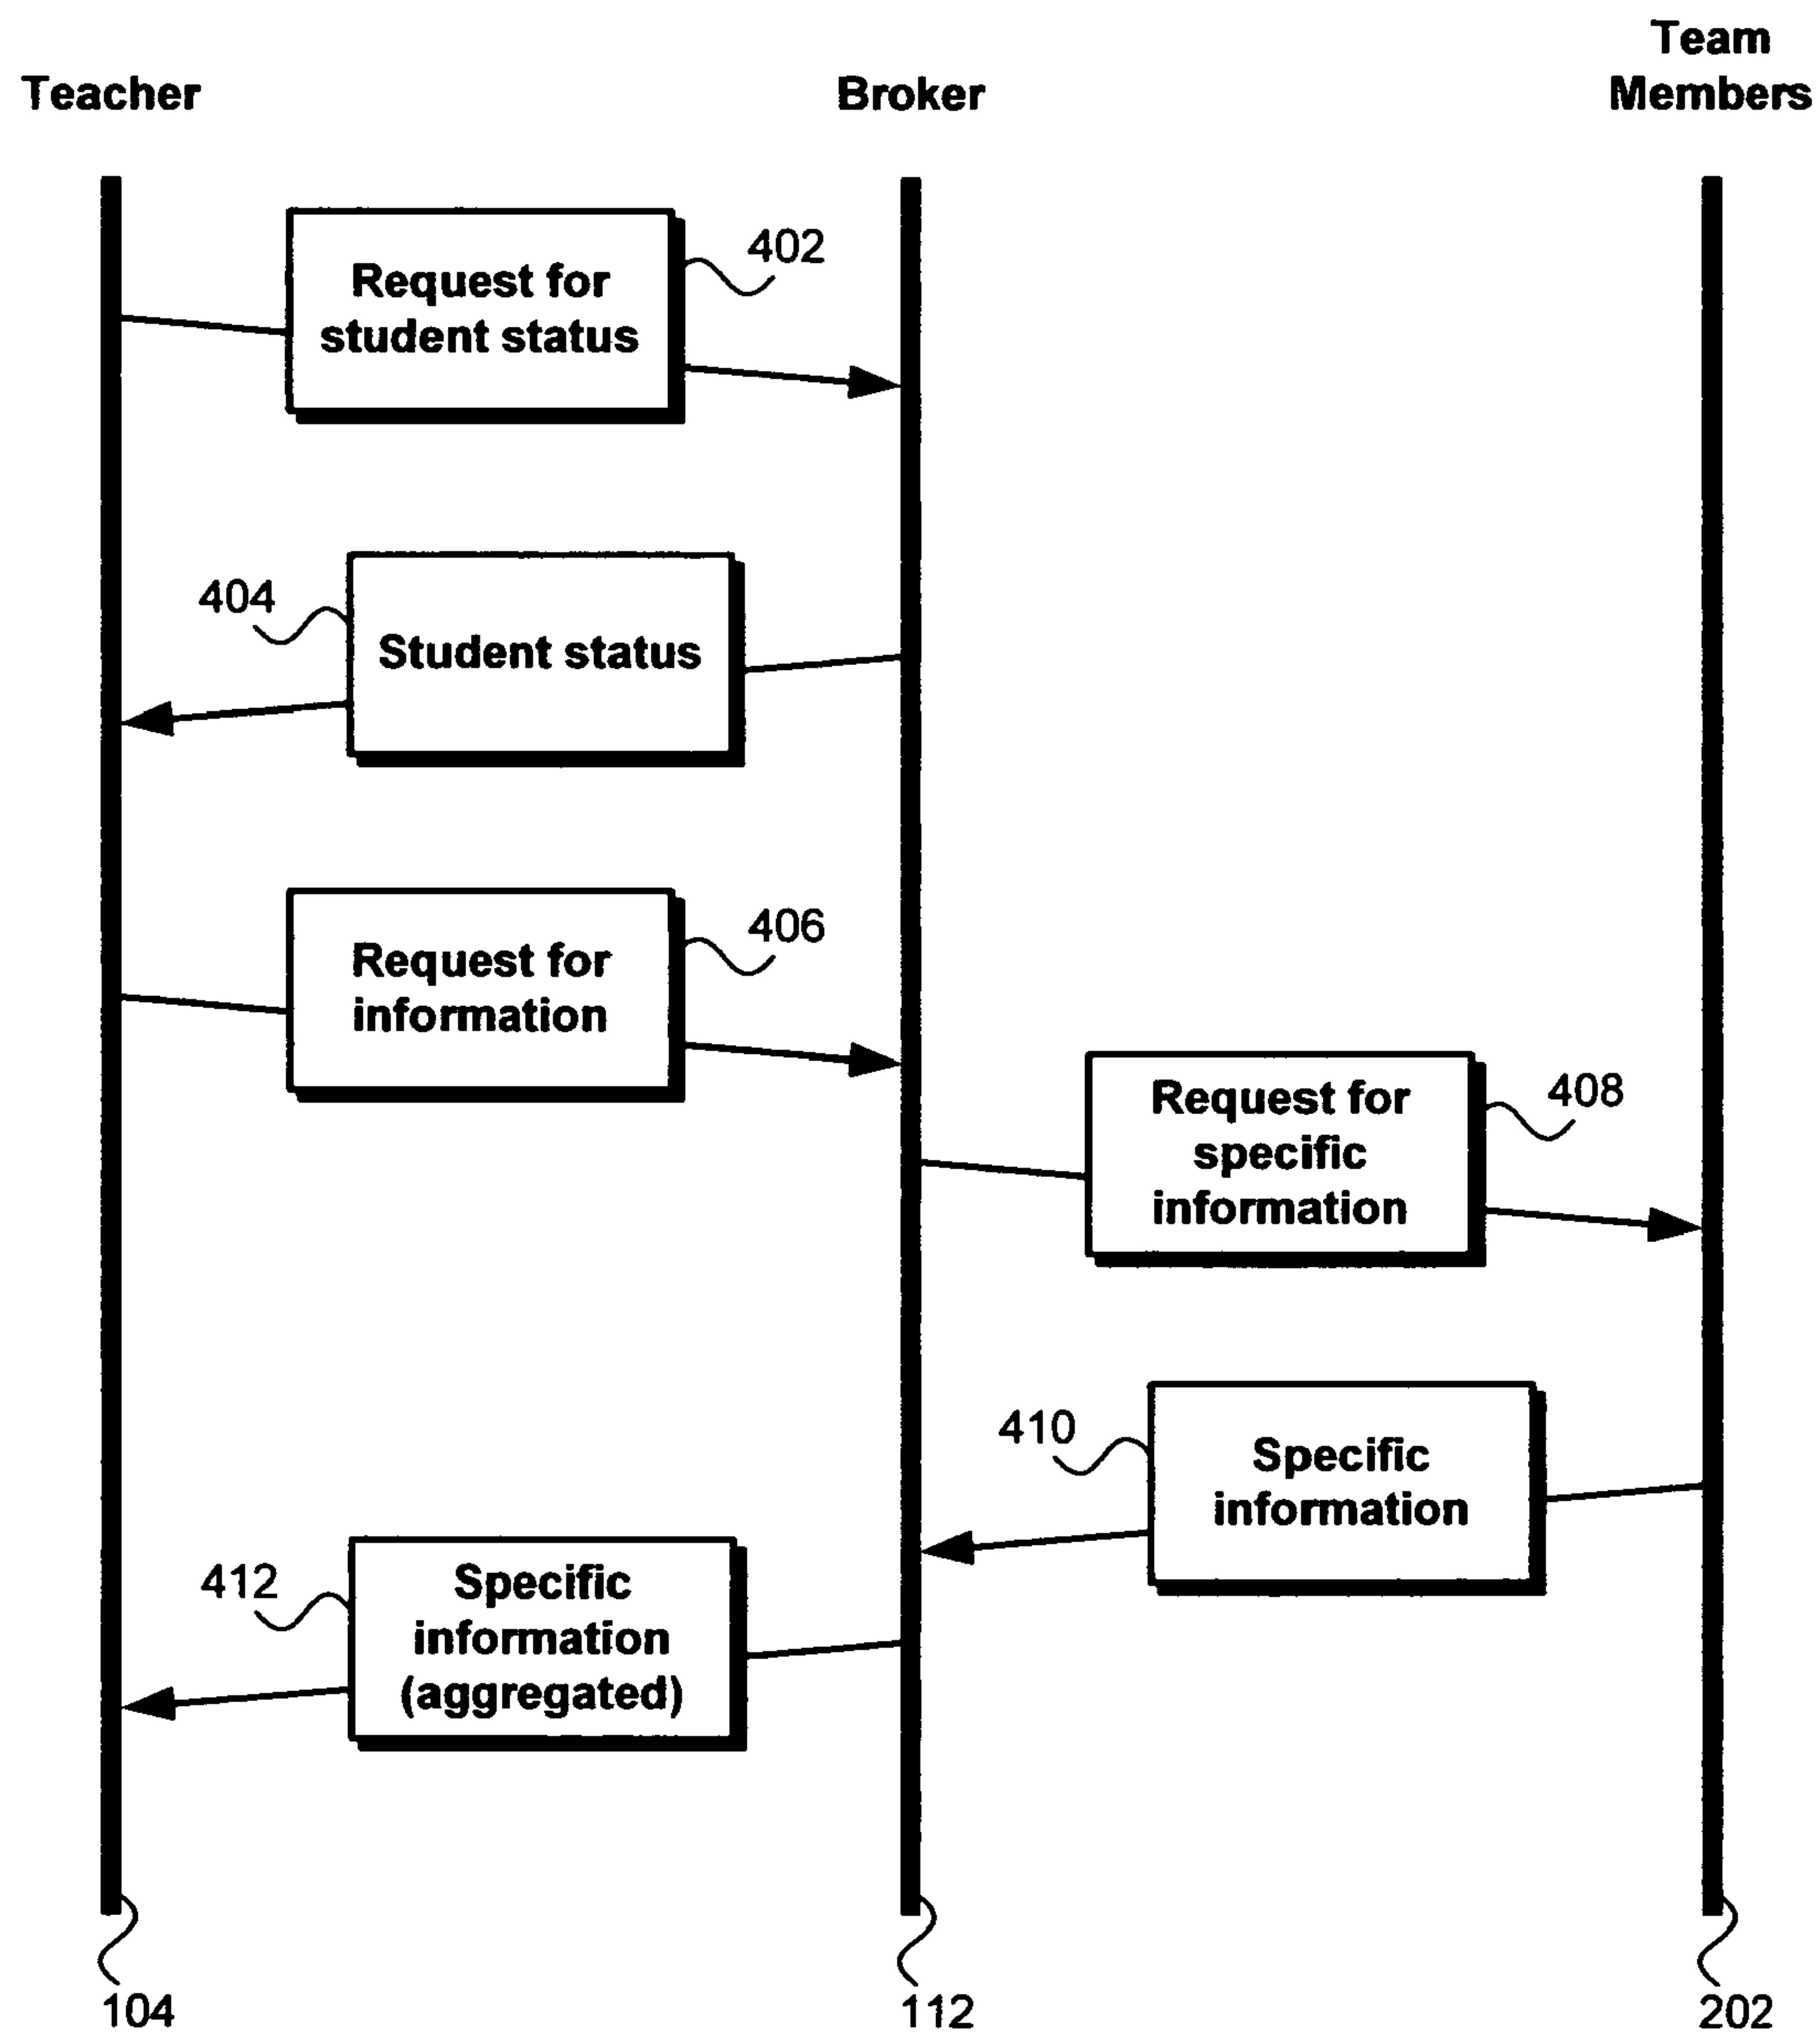 Teacher
Broker
Team
Members
402
Request for
student status
404
Student status
406
Request for
information
408
Request for
specific
information
410
Specific
information
412
Specific
information
(aggregated)
104
112
202